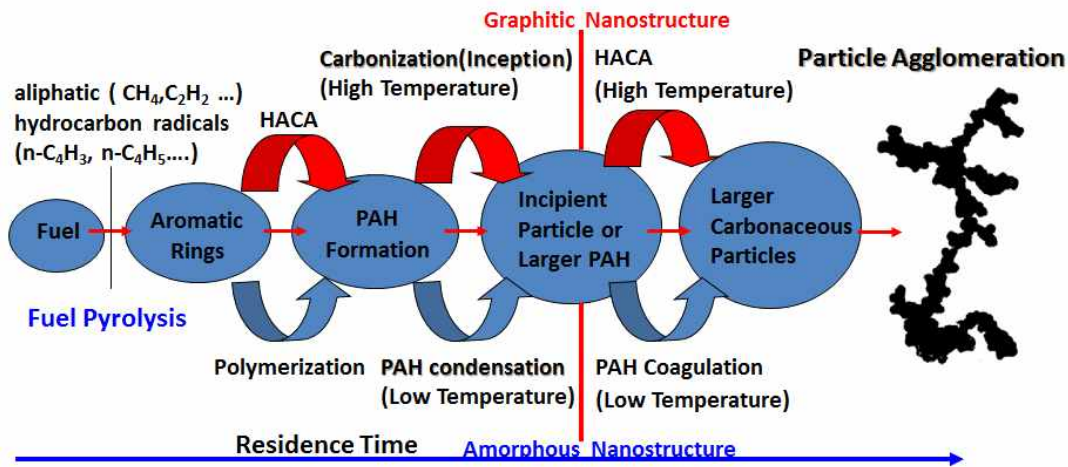 Graphitic Nanostructure
Carbonization(Inception)
(High Temperature)
HACA
(High Temperature)
Particle Agglomeration
aliphatic ( CH₄,C₂H₂ ...)
hydrocarbon radicals
(n-C₄H₃, n-C₄H₅....)
HACA
Fuel
Aromatic
Rings
PAH
Formation
Incipient
Particle or
Larger PAH
Larger
Carbonaceous
Particles
Fuel Pyrolysis
Polymerization
PAH condensation
(Low Temperature)
PAH Coagulation
(Low Temperature)
Residence Time
Amorphous Nanostructure